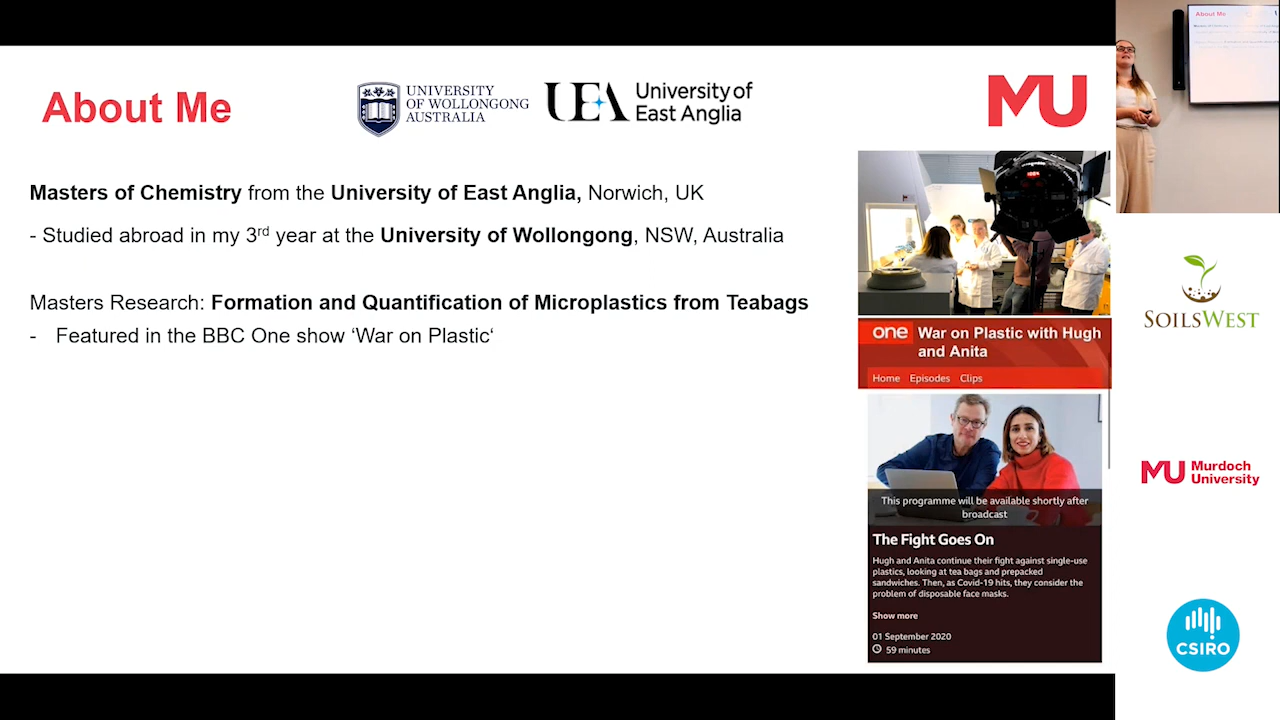 About Me
UNIVERSITY
OF WOLLONGONG
AUSTRALIA
UEA
University of
East Anglia
MU
Masters of Chemistry from the University of East Anglia, Norwich, UK
- Studied abroad in my 3rd year at the University of Wollongong, NSW, Australia
Masters Research: Formation and Quantification of Microplastics from Teabags
- Featured in the BBC One show ‘War on Plastic‘
one War on Plastic with Hugh
and Anita
Home Episodes Clips
This programme will be available shortly after
broadcast
The Fight Goes On
Hugh and Anita continue their fight against single-use
plastics, looking at tea bags and prepacked
sandwiches. Then, as Covid-19 hits, they consider the
problem of disposable face masks.
Show more
01 September 2020
59 minutes
About Me
SOILSWEST
MU Murdoch
University
CSIRO